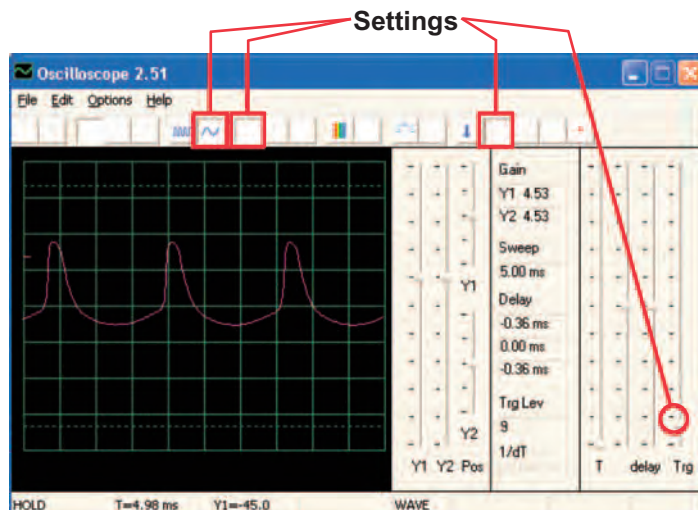 Settings
Oscilloscope 2.51
File Edit Options Help
Gain
Y1 4.53
Y2 4.53
Sweep
5.00 ms
Delay
-0.36 ms
0.00 ms
-0.36 ms
Trg Lev
9
1/dT
Y1
Y2
Y1 Y2 Pos
T delay Trg
HOLD T=4.98 ms Y1=-45.0 WAVE